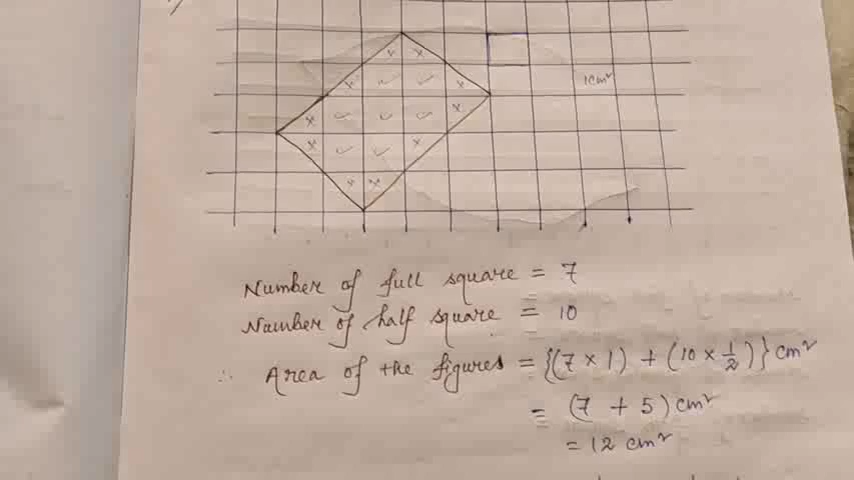 1cm²
Number of full square = 7
Number of half square = 10
∴ Area of the figures = {(7 × 1) + (10 × 1/2)} cm²
= (7 + 5) cm²
= 12 cm²